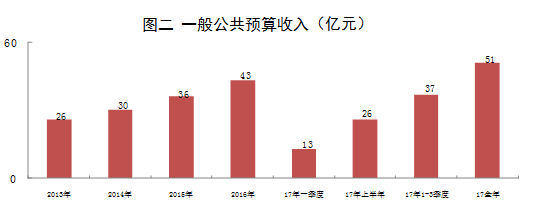 图二 一般公共预算收入（亿元）
60
26
30
36
43
13
26
37
51
0
2013年
2014年
2015年
2016年
17年一季度
17年上半年
17年1-3季度
17全年